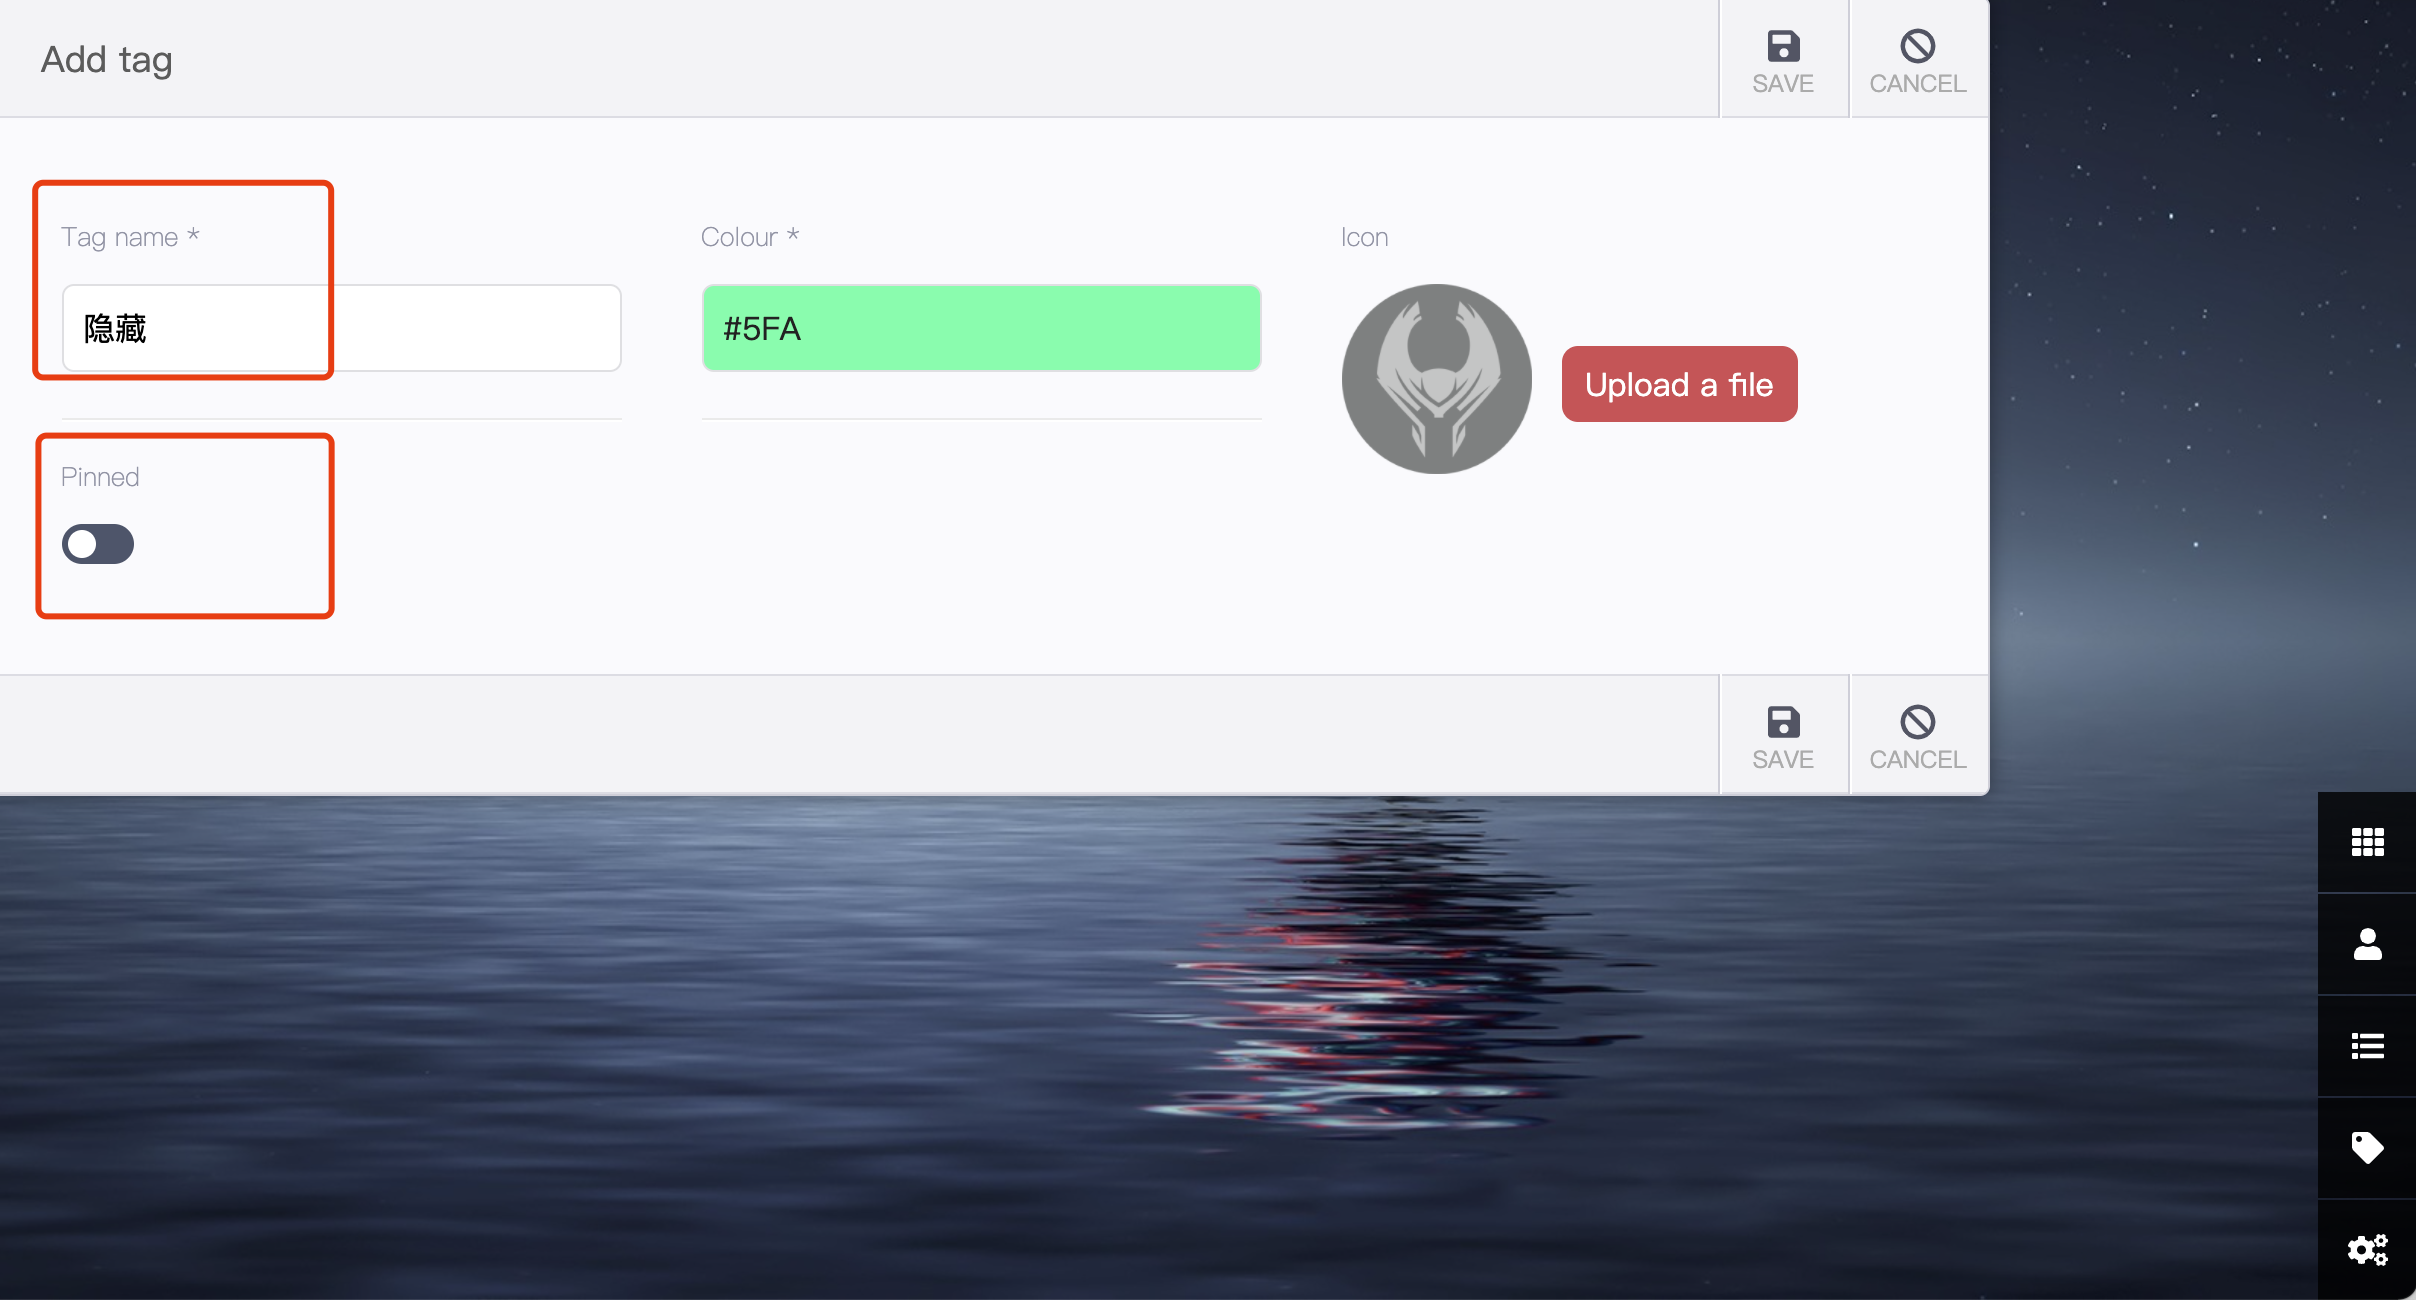 Add tag
SAVE
CANCEL
Tag name *
Colour *
Icon
隐藏
#5FA
Upload a file
Pinned
SAVE
CANCEL